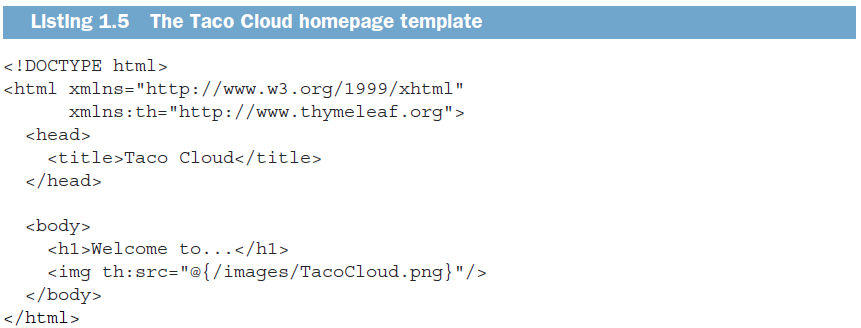 Listing 1.5 The Taco Cloud homepage template
<!DOCTYPE html>
<html xmlns="http://www.w3.org/1999/xhtml"
      xmlns:th="http://www.thymeleaf.org">
  <head>
    <title>Taco Cloud</title>
  </head>

  <body>
    <h1>Welcome to...</h1>
    <img th:src="@{/images/TacoCloud.png}"/>
  </body>
</html>